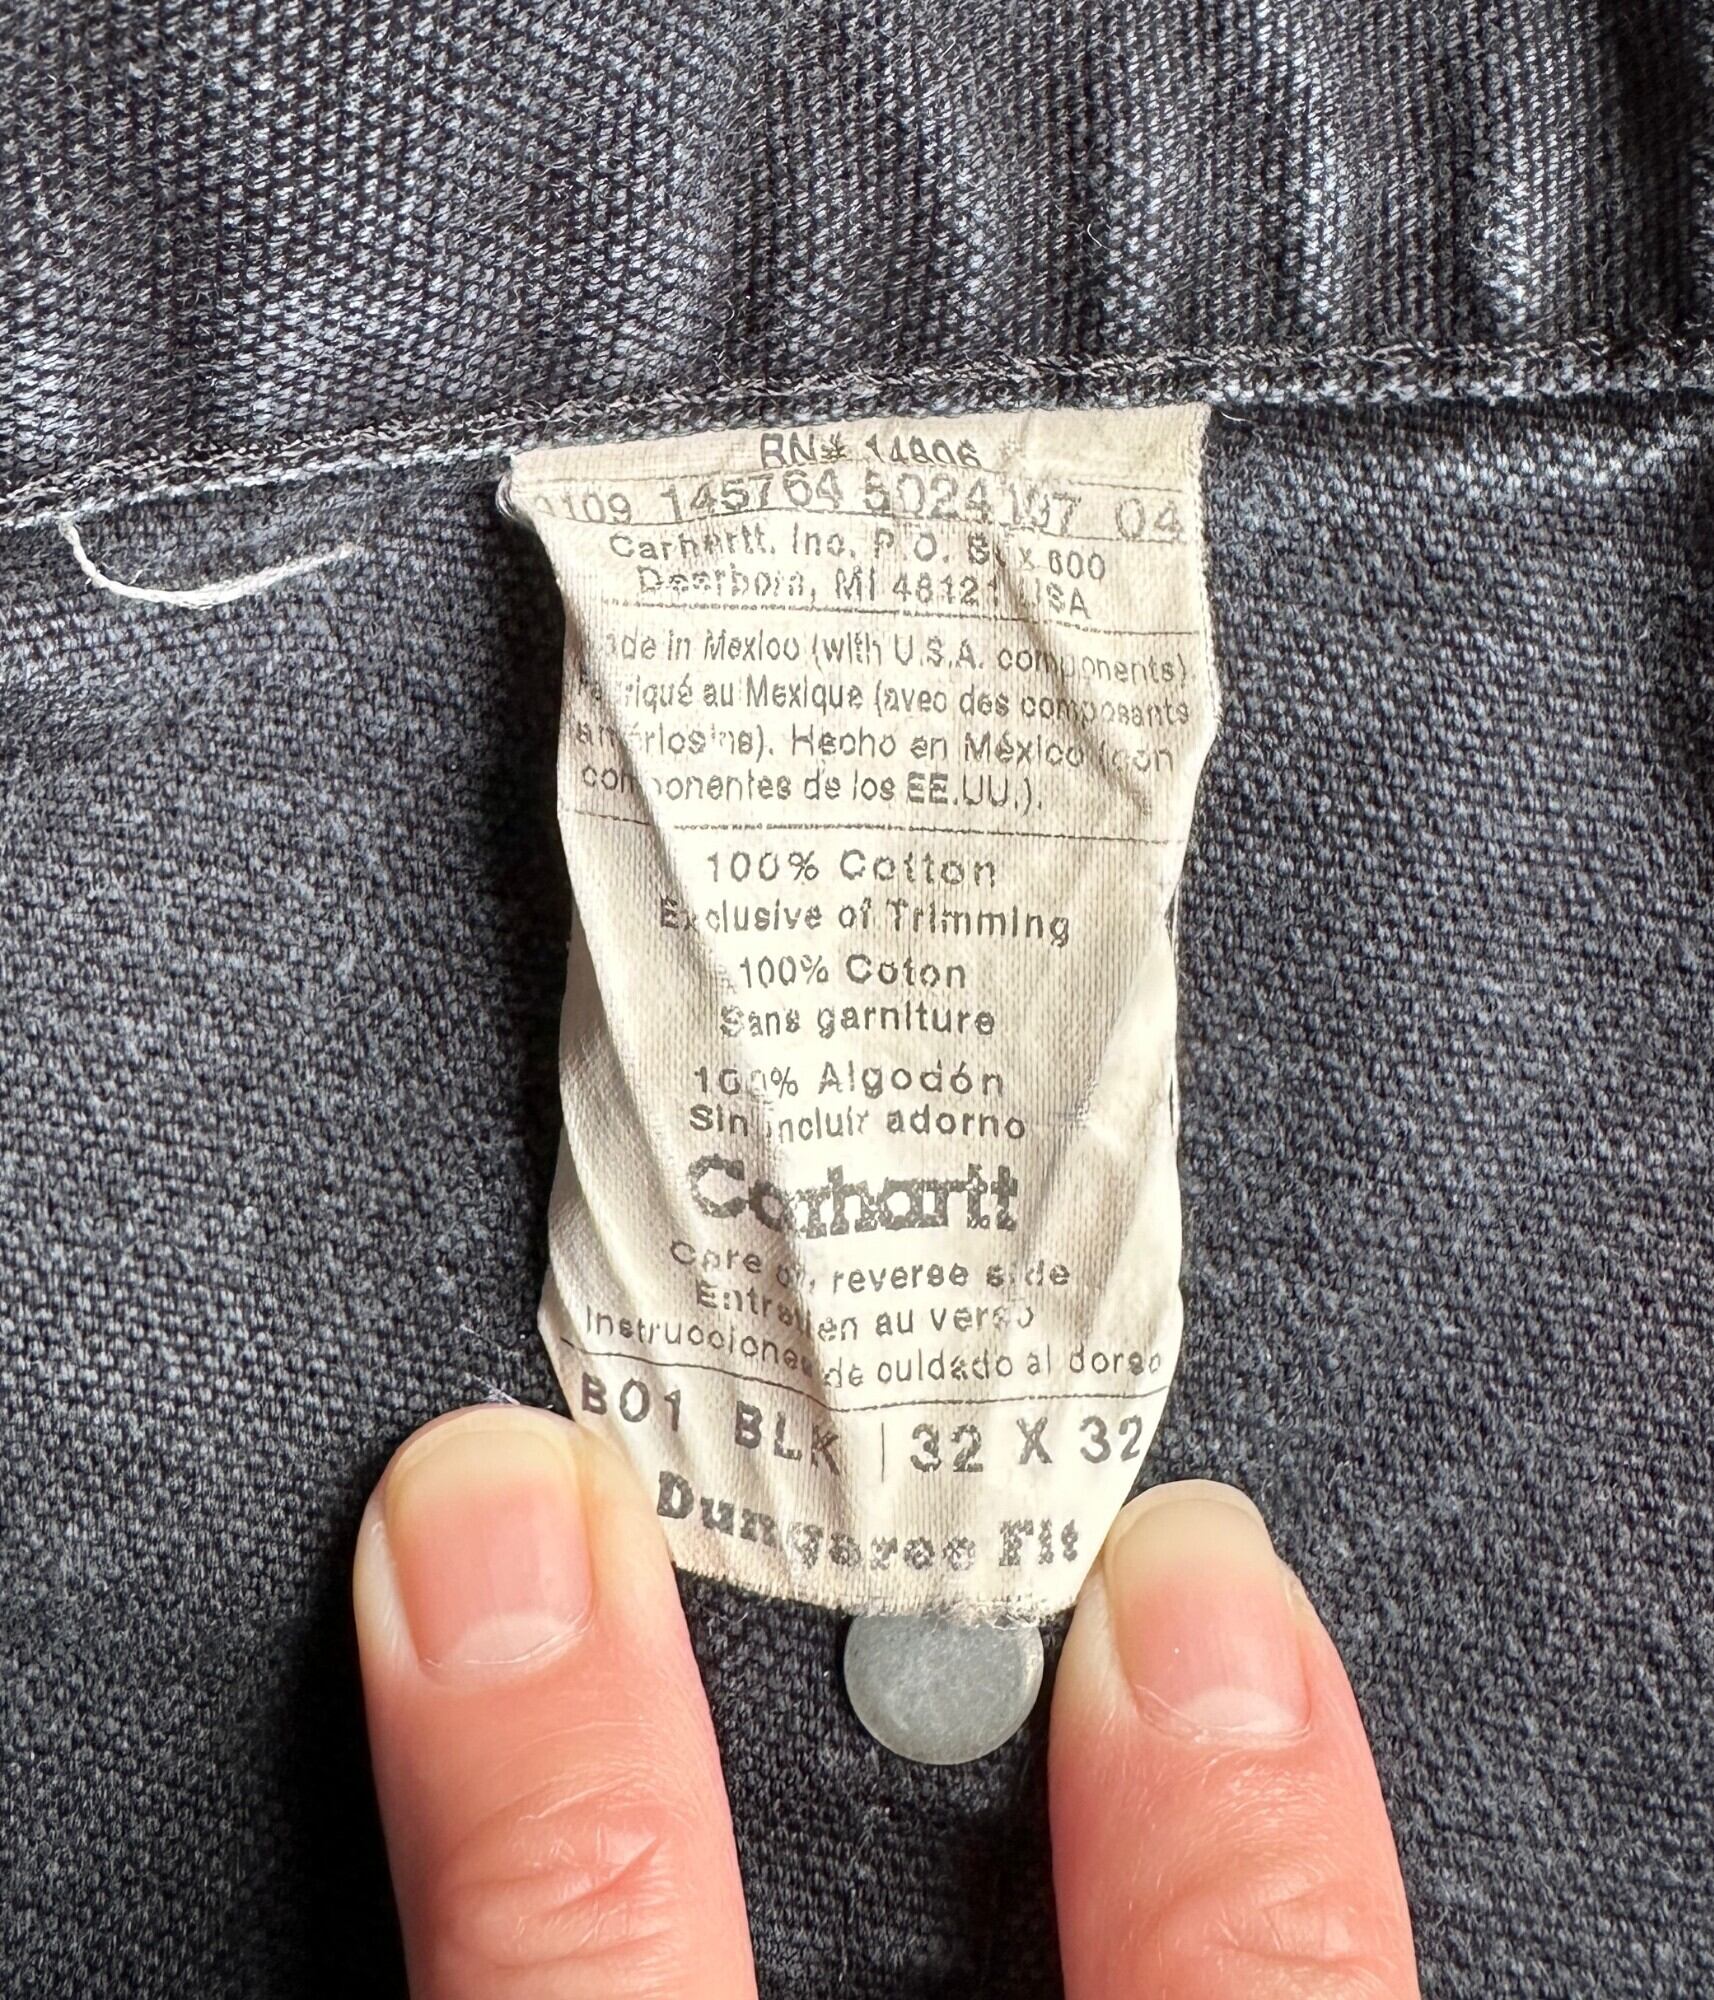 RN# 14806
0109 145764 5024197 04
Carhartt, Inc. P.O. Box 600
Dearborn, MI 48121 USA
Made in Mexico (with U.S.A. components).
Fabriqué au Mexique (avec des composants
américains). Hecho en México (con
componentes de los EE.UU.).
100% Cotton
Exclusive of Trimming
100% Coton
Sans garniture
100% Algodón
Sin incluir adorno
Carhartt
Care on reverse side
Entretien au verso
Instrucciones de cuidado al dorso
B01 BLK | 32 X 32
Dungaree Fit